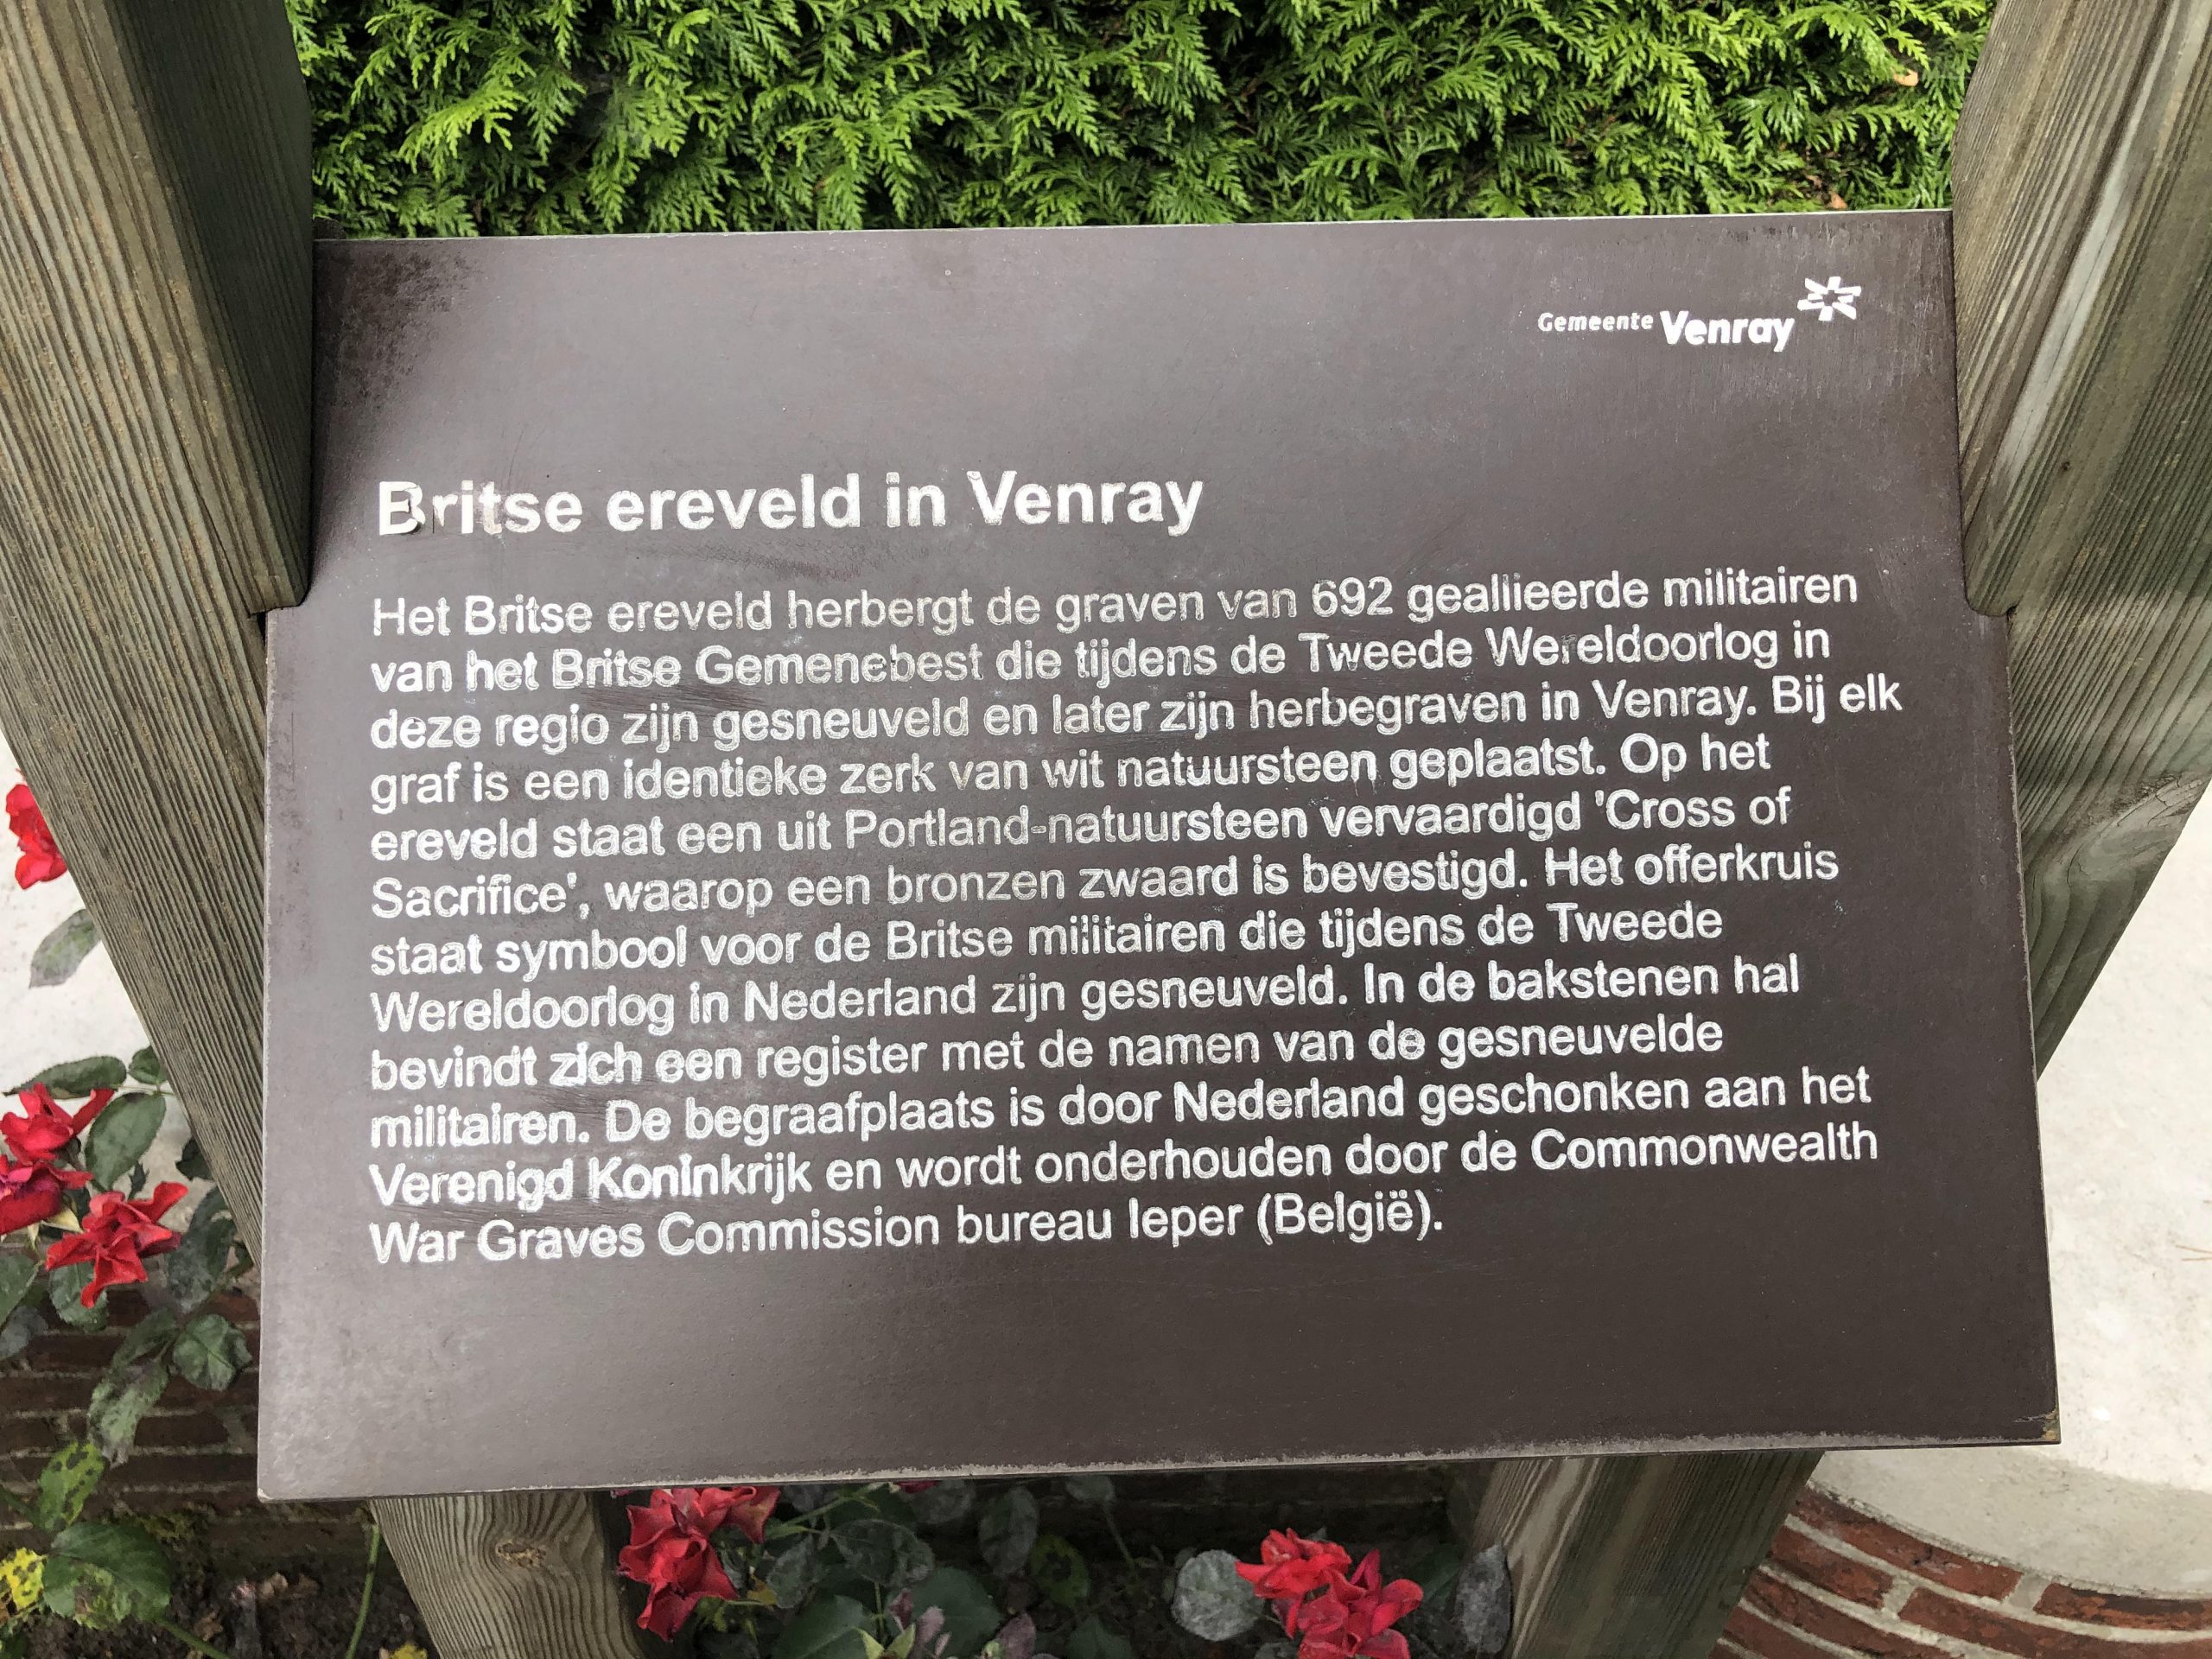 Gemeente Venray
Britse ereveld in Venray
Het Britse ereveld herbergt de graven van 692 geallieerde militairen
van het Britse Gemenebest die tijdens de Tweede Wereldoorlog in
deze regio zijn gesneuveld en later zijn herbegraven in Venray. Bij elk
graf is een identieke zerk van wit natuursteen geplaatst. Op het
ereveld staat een uit Portland-natuursteen vervaardigd 'Cross of
Sacrifice', waarop een bronzen zwaard is bevestigd. Het offerkruis
staat symbool voor de Britse militairen die tijdens de Tweede
Wereldoorlog in Nederland zijn gesneuveld. In de bakstenen hal
bevindt zich een register met de namen van de gesneuvelde
militairen. De begraafplaats is door Nederland geschonken aan het
Verenigd Koninkrijk en wordt onderhouden door de Commonwealth
War Graves Commission bureau Ieper (België).